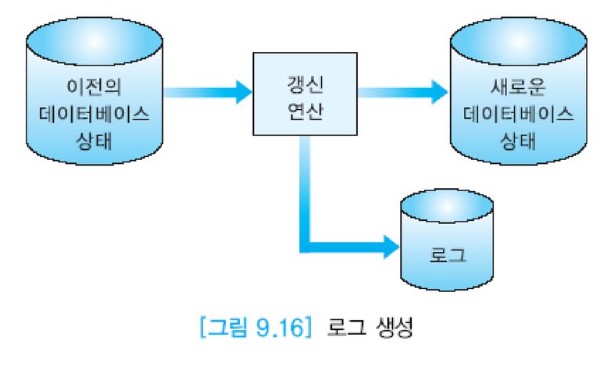 이전의
데이터베이스
상태
갱신
연산
새로운
데이터베이스
상태
로그
[그림 9.16] 로그 생성